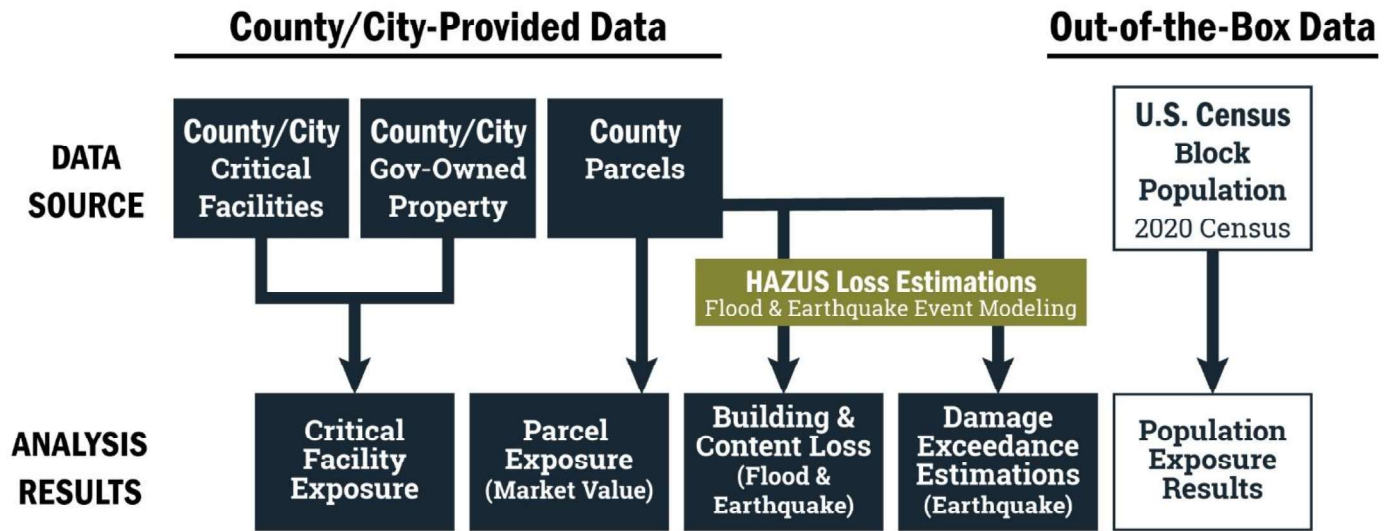 County/City-Provided Data
Out-of-the-Box Data
DATA
SOURCE
County/City
Critical
Facilities
County/City
Gov-Owned
Property
County
Parcels
U.S. Census
Block
Population
2020 Census
HAZUS Loss Estimations
Flood & Earthquake Event Modeling
ANALYSIS
RESULTS
Critical
Facility
Exposure
Parcel
Exposure
(Market Value)
Building &
Content Loss
(Flood &
Earthquake)
Damage
Exceedance
Estimations
(Earthquake)
Population
Exposure
Results